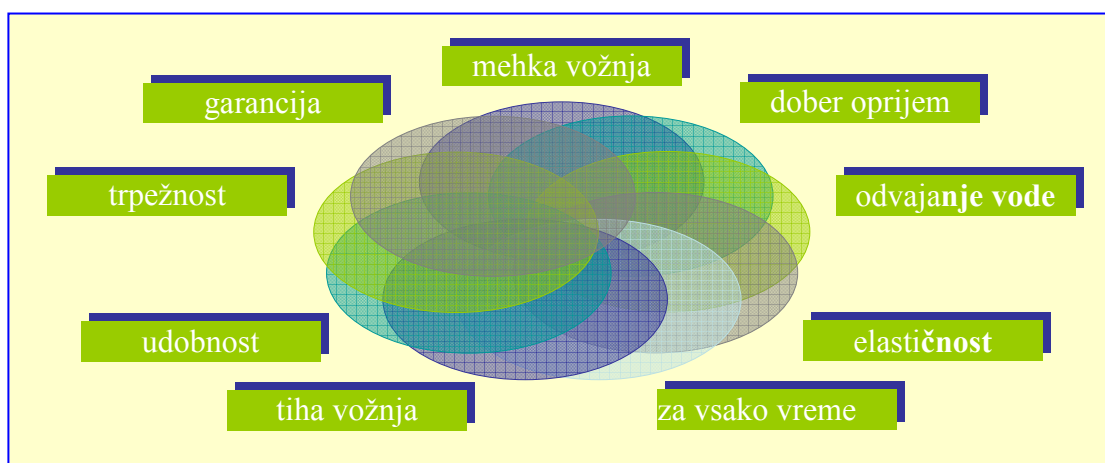 mehka vožnja
garancija
dober oprijem
trpežnost
odvajanje vode
udobnost
elastičnost
tiha vožnja
za vsako vreme